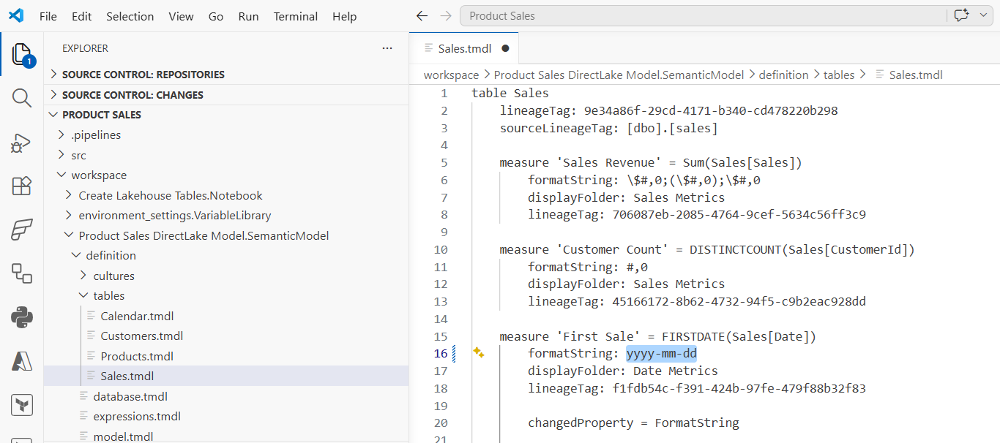 File Edit Selection View Go Run Terminal Help
Product Sales
1
EXPLORER
SOURCE CONTROL: REPOSITORIES
SOURCE CONTROL: CHANGES
PRODUCT SALES
.pipelines
src
workspace
Create Lakehouse Tables.Notebook
environment_settings.VariableLibrary
Product Sales DirectLake Model.SemanticModel
definition
cultures
tables
Calendar.tmdl
Customers.tmdl
Products.tmdl
Sales.tmdl
database.tmdl
expressions.tmdl
model.tmdl
Sales.tmdl
workspace > Product Sales DirectLake Model.SemanticModel > definition > tables > Sales.tmdl
1 table Sales
2 lineageTag: 9e34a86f-29cd-4171-b340-cd478220b298
3 sourceLineageTag: [dbo].[sales]
4
5 measure 'Sales Revenue' = Sum(Sales[Sales])
6 formatString: \$#,0;(\$#,0);\$#,0
7 displayFolder: Sales Metrics
8 lineageTag: 706087eb-2085-4764-9cef-5634c56ff3c9
9
10 measure 'Customer Count' = DISTINCTCOUNT(Sales[CustomerId])
11 formatString: #,0
12 displayFolder: Sales Metrics
13 lineageTag: 45166172-8b62-4732-94f5-c9b2eac928dd
14
15 measure 'First Sale' = FIRSTDATE(Sales[Date])
16 formatString: yyyy-mm-dd
17 displayFolder: Date Metrics
18 lineageTag: f1fdb54c-f391-424b-97fe-479f88b32f83
19
20 changedProperty = FormatString
21